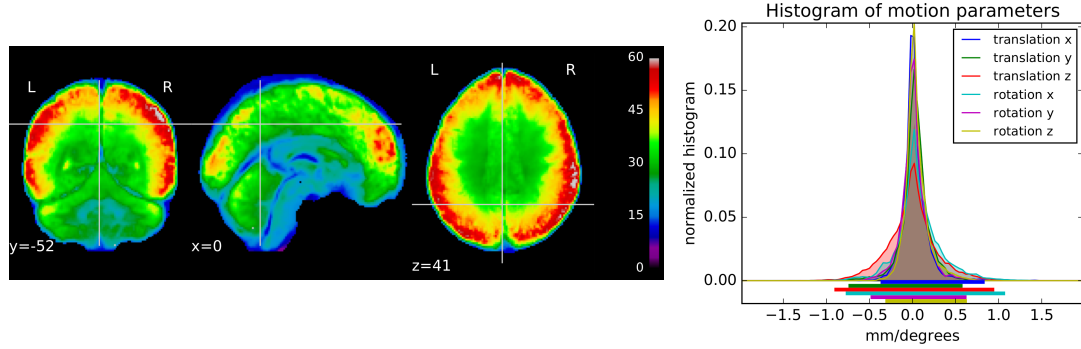 L
R
y=-52
x=0
L
R
z=41
60
45
30
15
0
Histogram of motion parameters
normalized histogram
0.20
0.15
0.10
0.05
0.00
translation x
translation y
translation z
rotation x
rotation y
rotation z
−1.5 −1.0 −0.5 0.0 0.5 1.0 1.5
mm/degrees